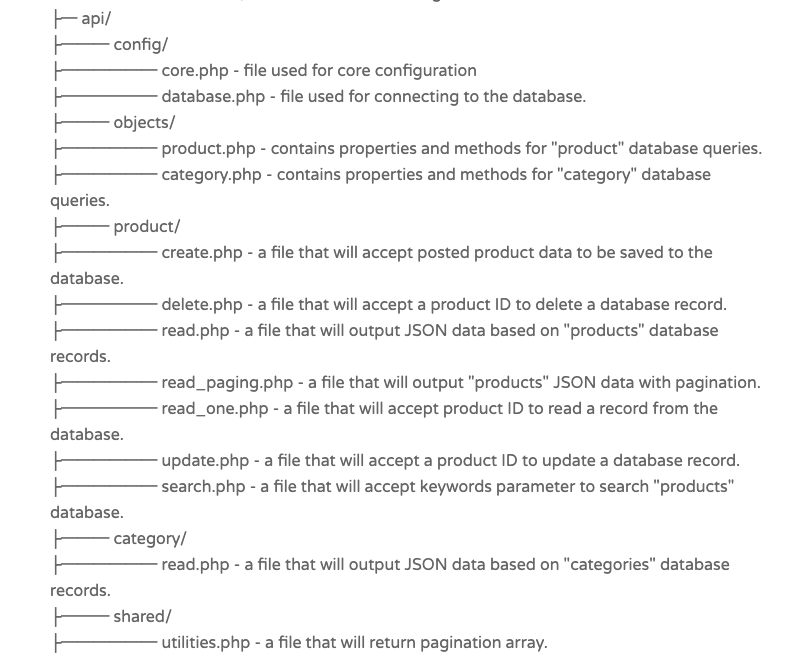 ├── api/
├────── config/
├──────────── core.php - file used for core configuration
├──────────── database.php - file used for connecting to the database.
├────── objects/
├──────────── product.php - contains properties and methods for "product" database queries.
├──────────── category.php - contains properties and methods for "category" database
queries.
├────── product/
├──────────── create.php - a file that will accept posted product data to be saved to the
database.
├──────────── delete.php - a file that will accept a product ID to delete a database record.
├──────────── read.php - a file that will output JSON data based on "products" database
records.
├──────────── read_paging.php - a file that will output "products" JSON data with pagination.
├──────────── read_one.php - a file that will accept product ID to read a record from the
database.
├──────────── update.php - a file that will accept a product ID to update a database record.
├──────────── search.php - a file that will accept keywords parameter to search "products"
database.
├────── category/
├──────────── read.php - a file that will output JSON data based on "categories" database
records.
├────── shared/
├──────────── utilities.php - a file that will return pagination array.